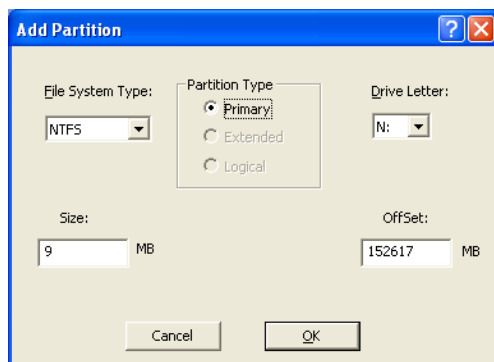 Add Partition
File System Type:
NTFS
Partition Type
Primary
Extended
Logical
Drive Letter:
N:
Size:
9 MB
OffSet:
152617 MB
Cancel OK